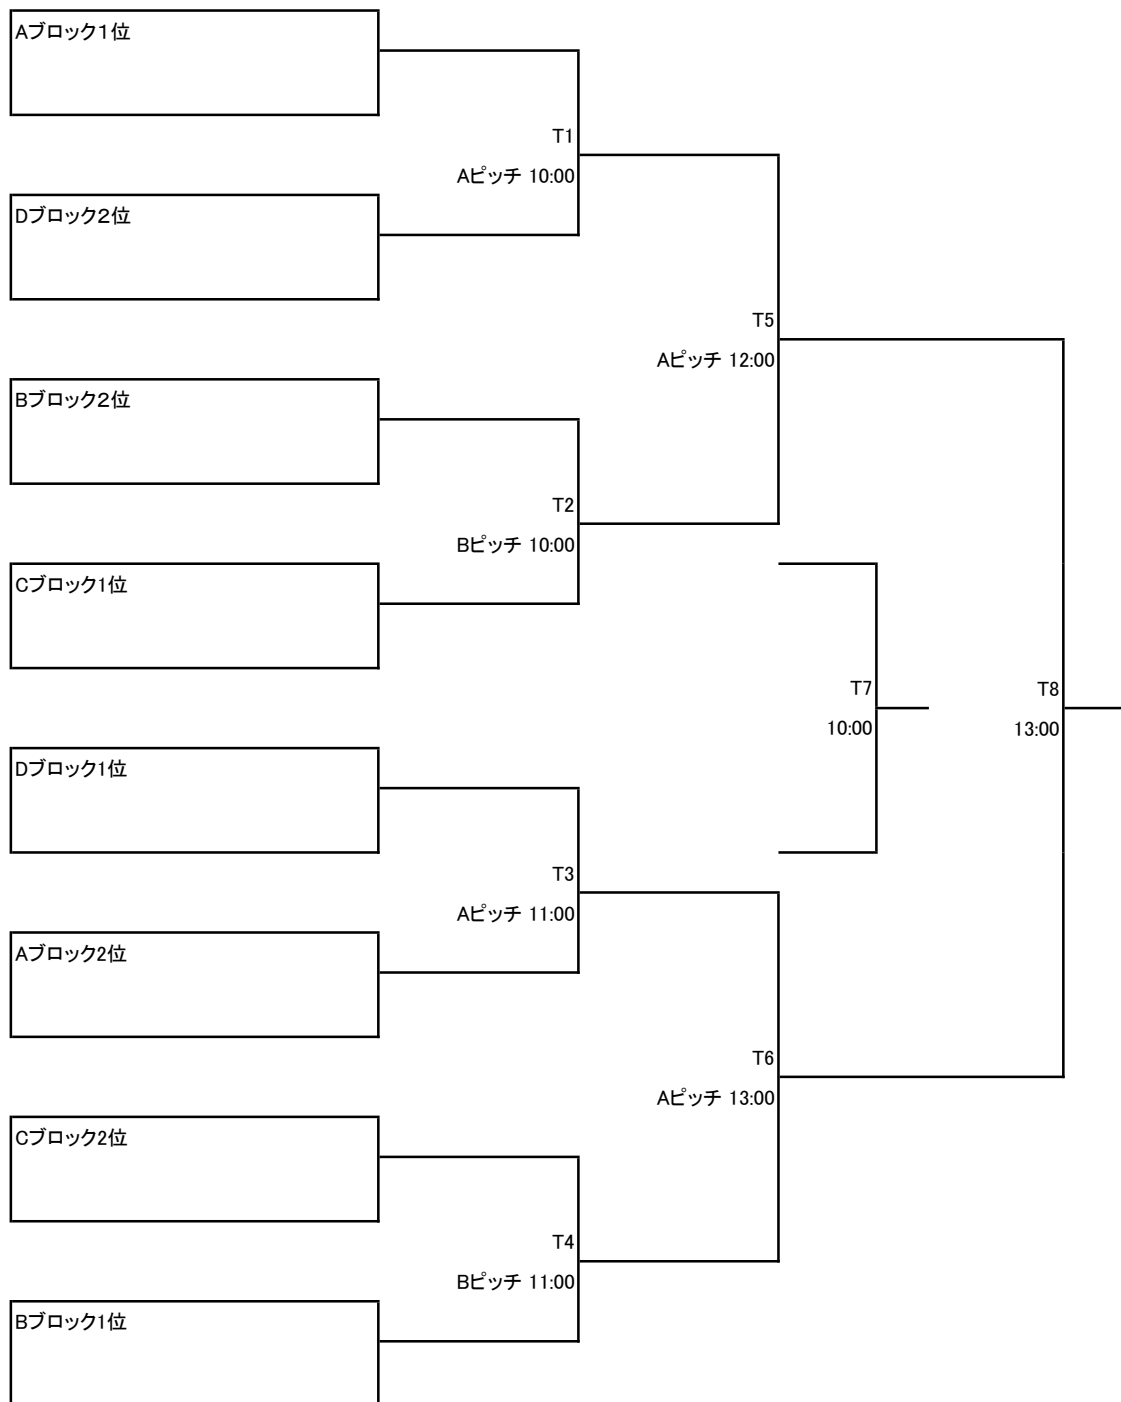 Aブロック１位
T1
Aピッチ 10:00
Dブロック２位
T5
Aピッチ 12:00
Bブロック２位
T2
Bピッチ 10:00
Cブロック1位
T7
10:00
T8
13:00
Dブロック1位
T3
Aピッチ 11:00
Aブロック2位
T6
Aピッチ 13:00
Cブロック2位
T4
Bピッチ 11:00
Bブロック1位